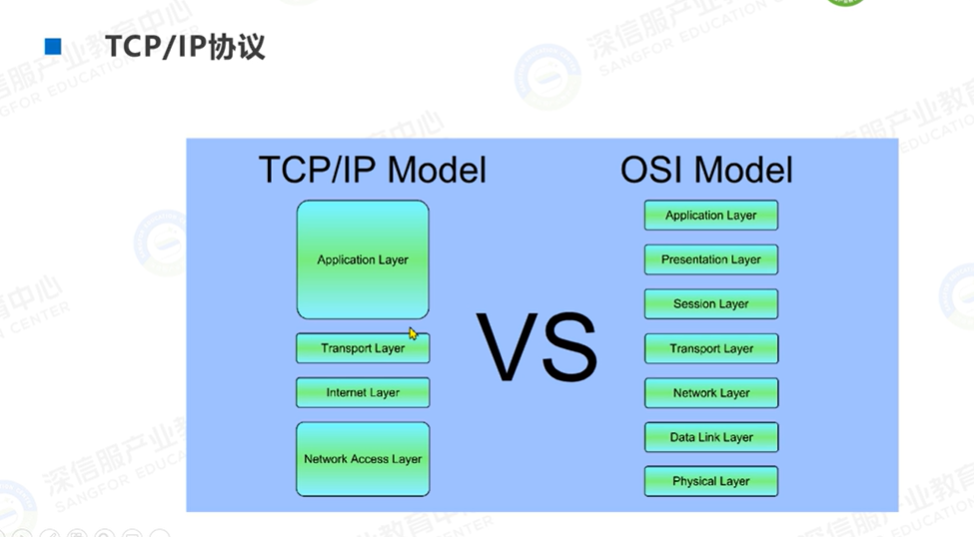 TCP/IP协议
TCP/IP Model
Application Layer
Transport Layer
Internet Layer
Network Access Layer
VS
OSI Model
Application Layer
Presentation Layer
Session Layer
Transport Layer
Network Layer
Data Link Layer
Physical Layer
深信服产业教育中心
SANGFOR EDUCATION CENTER